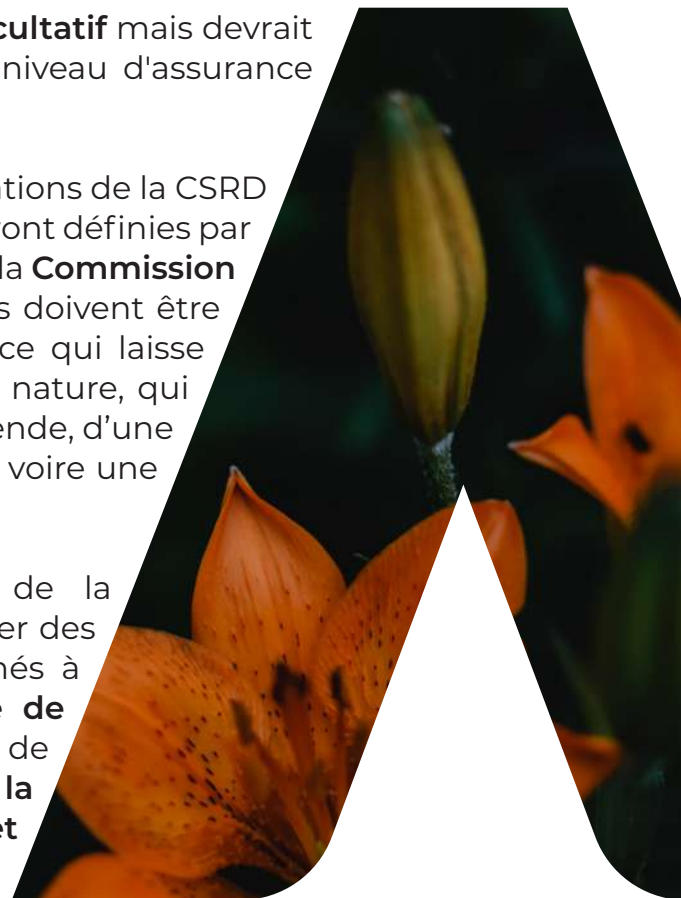 cultatif mais devrait
niveau d'assurance
ations de la CSRD
ont définies par
la Commission
s doivent être
ce qui laisse
nature, qui
ende, d'une
voire une
de la
er des
nés à
de
de
la
et